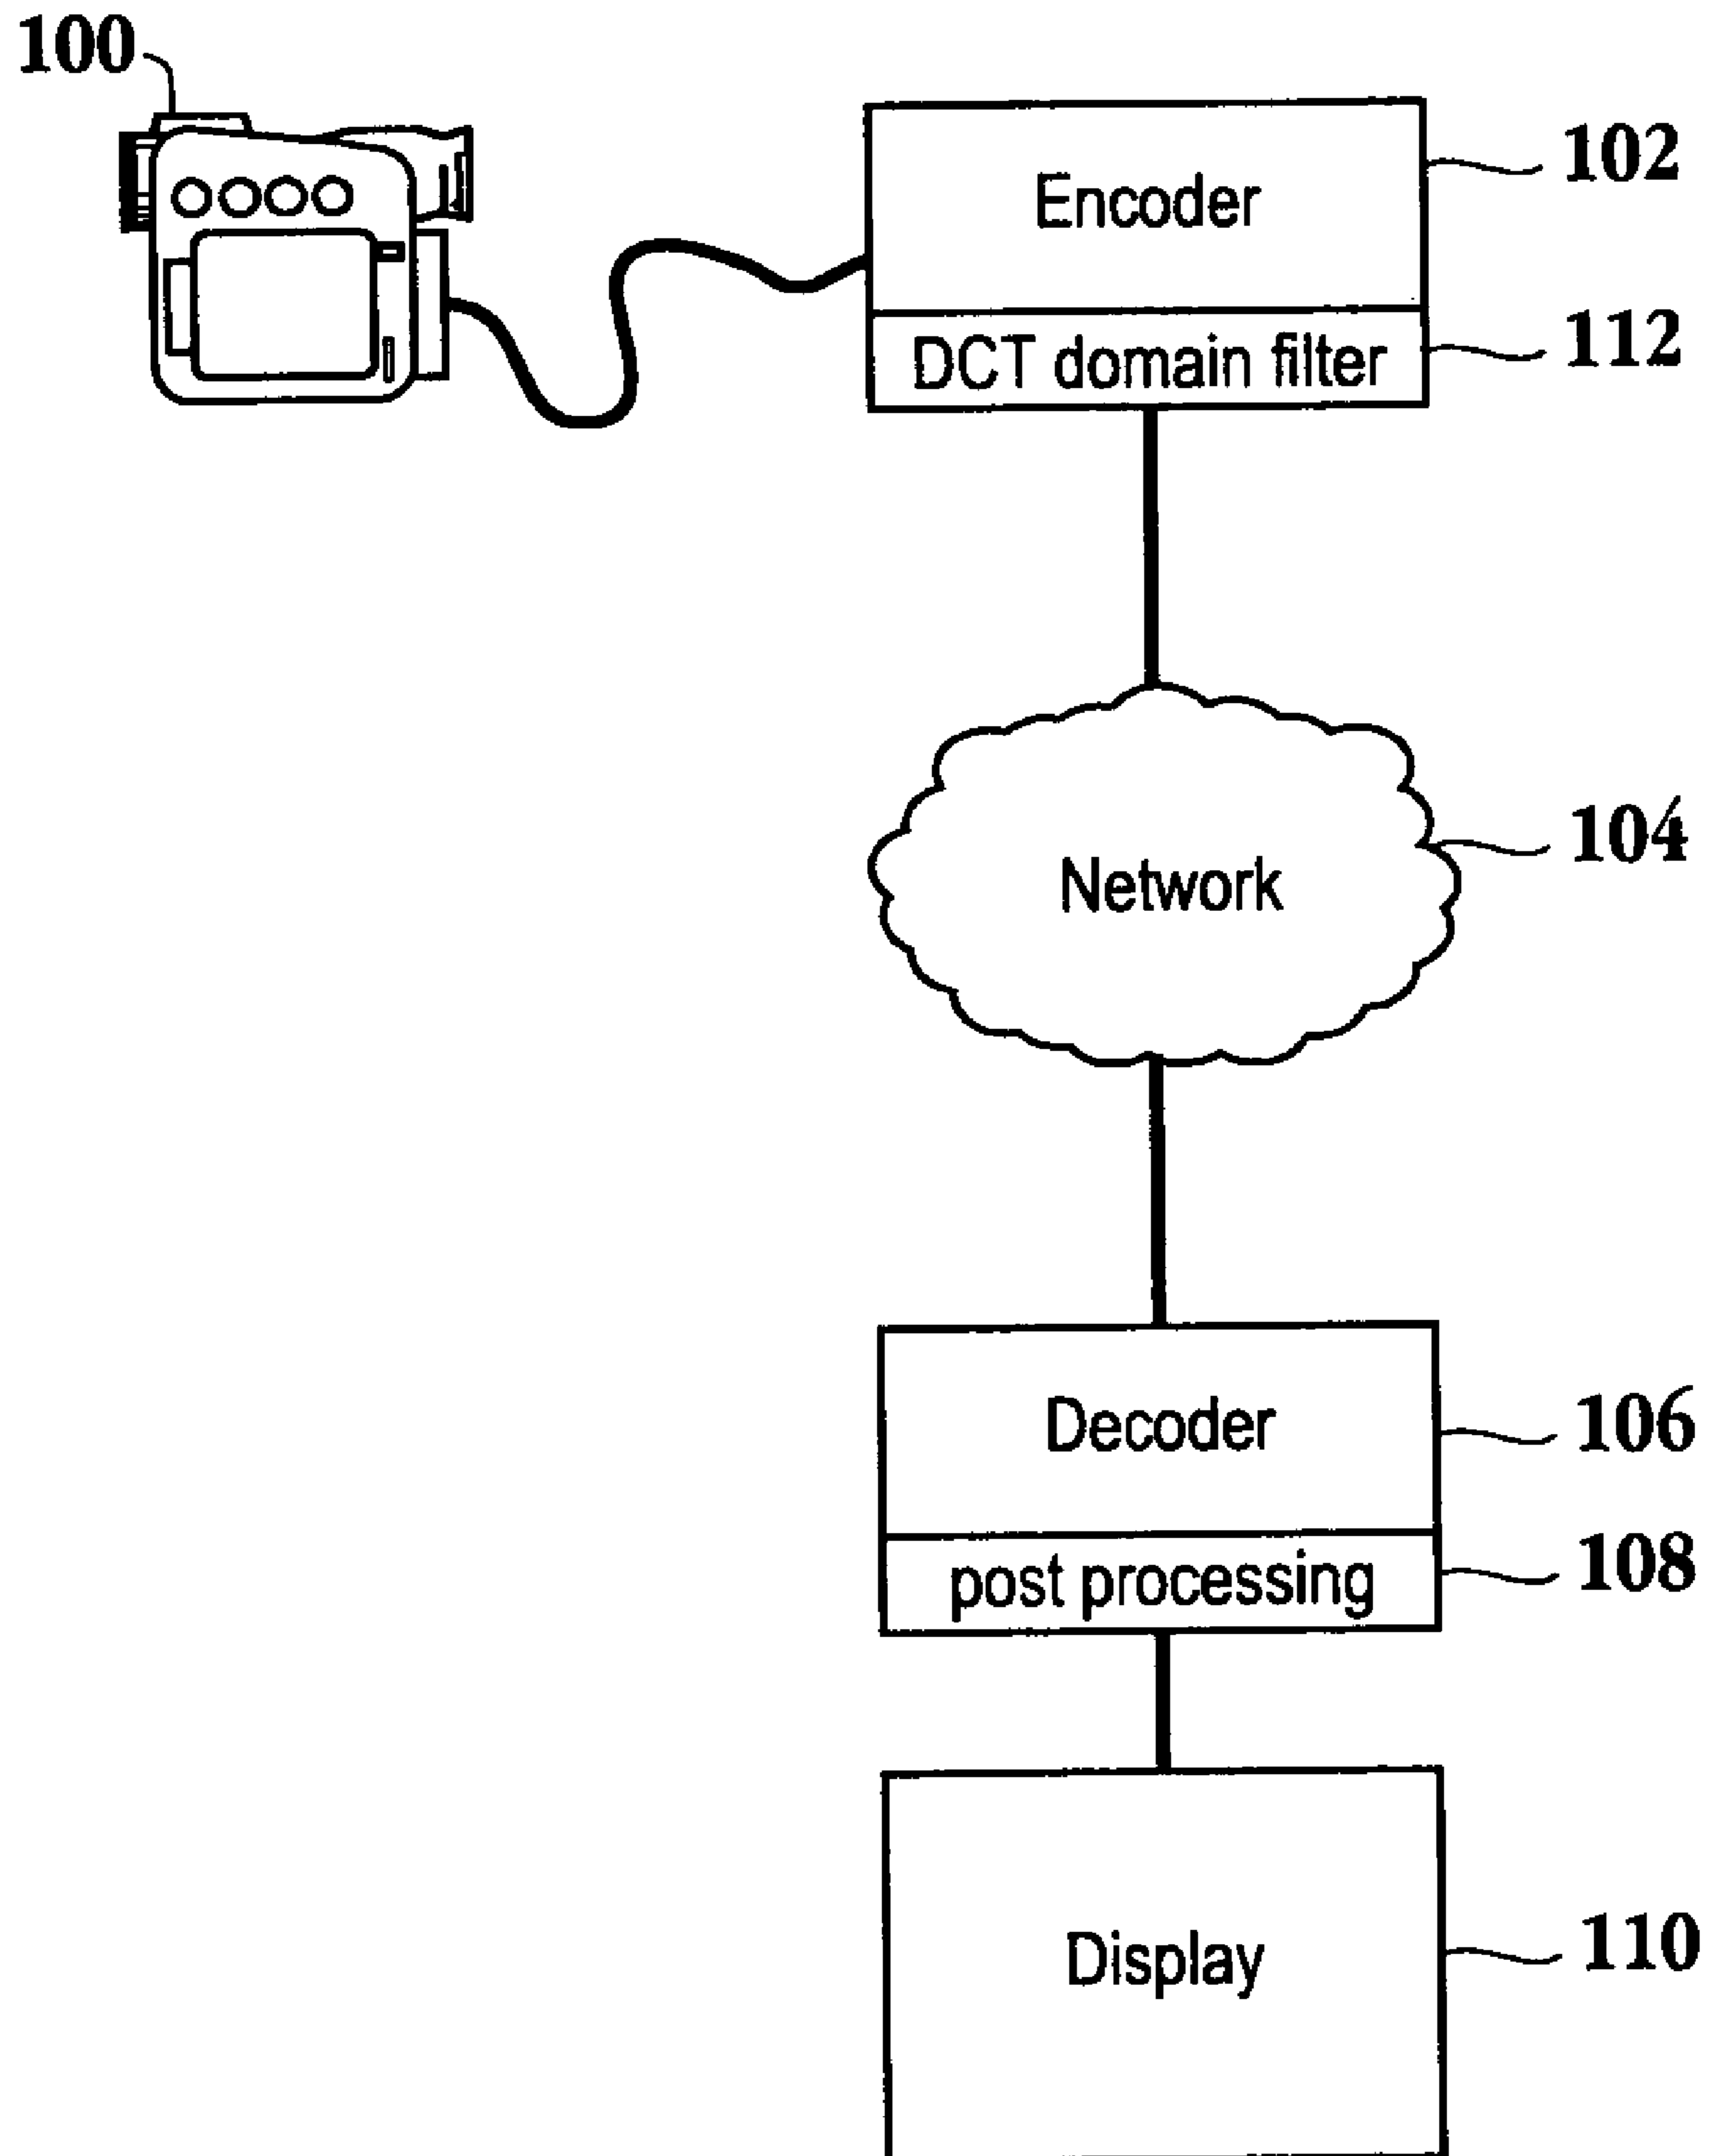 100
Encoder
102
DCT domain filter
112
Network
104
Decoder
106
post processing
108
Display
110